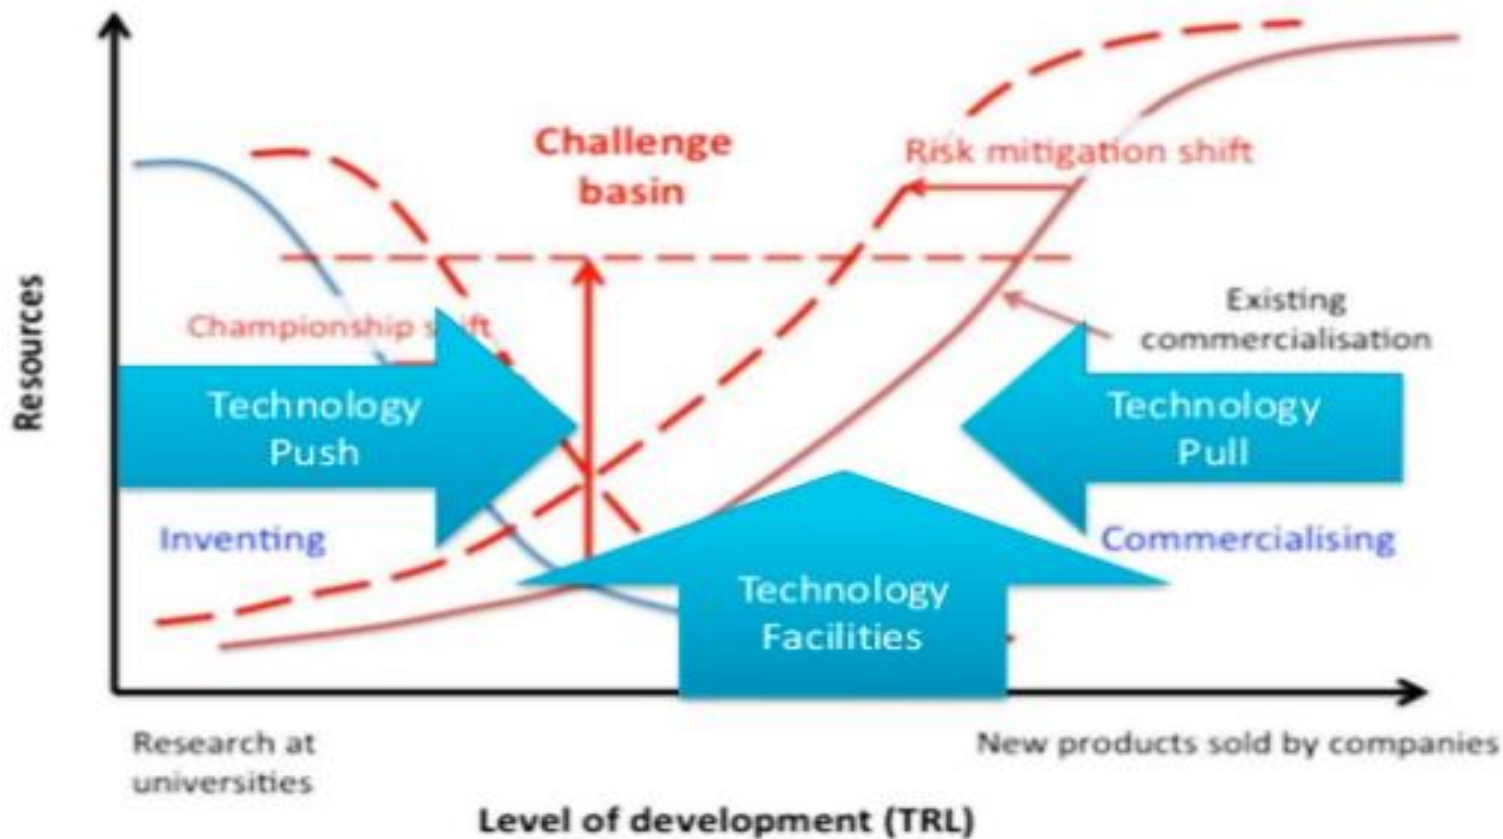 Challenge
basin
Risk mitigation shift
Existing
commercialisation
Championship s ift
Technology
Push
Technology
Pull
Inventing
Commercialising
Technology
Facilities
Resources
Research at
universities
New products sold by companies
Level of development (TRL)